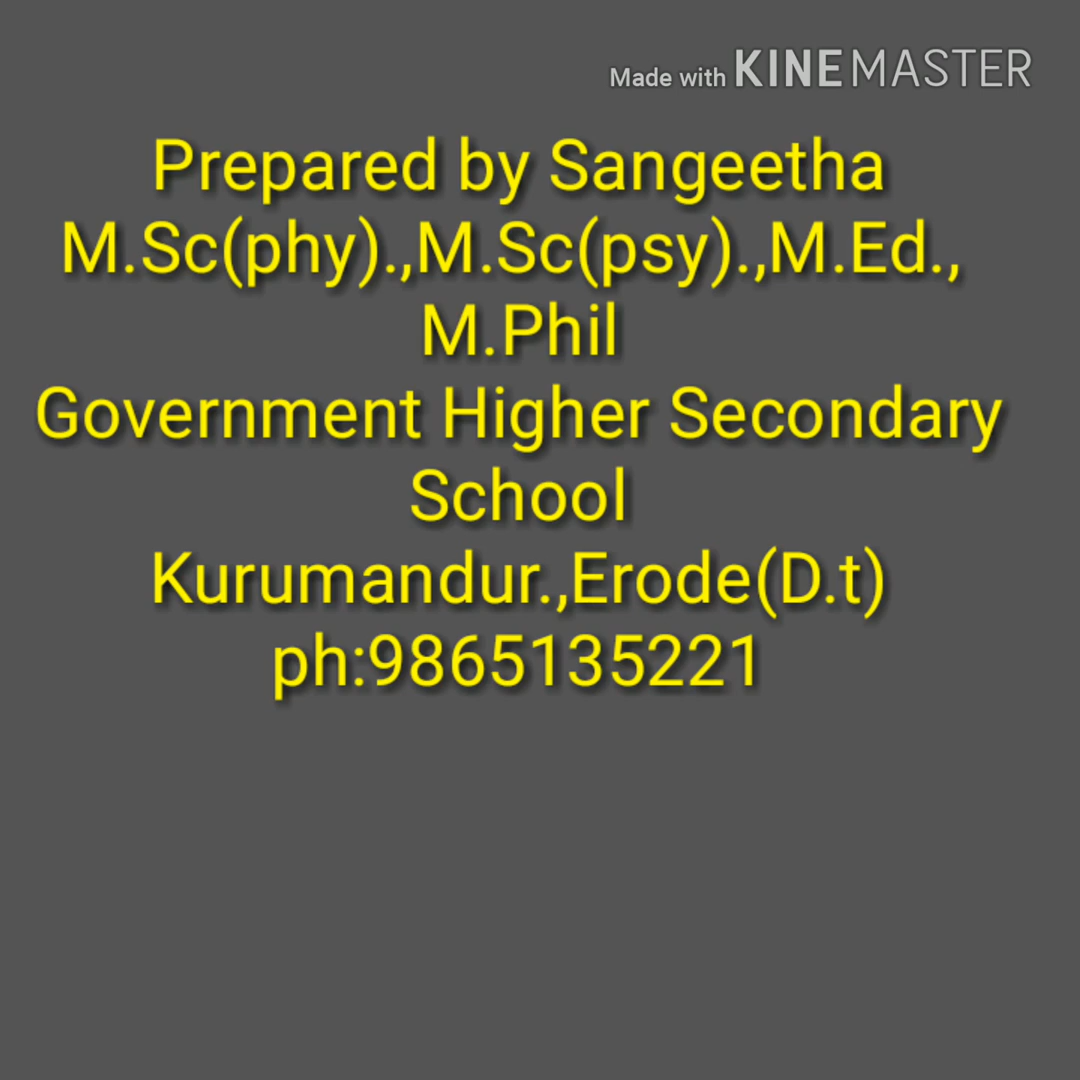 Made with KINEMASTER
Prepared by Sangeetha
M.Sc(phy).,M.Sc(psy).,M.Ed.,
M.Phil
Government Higher Secondary
School
Kurumandur.,Erode(D.t)
ph:9865135221